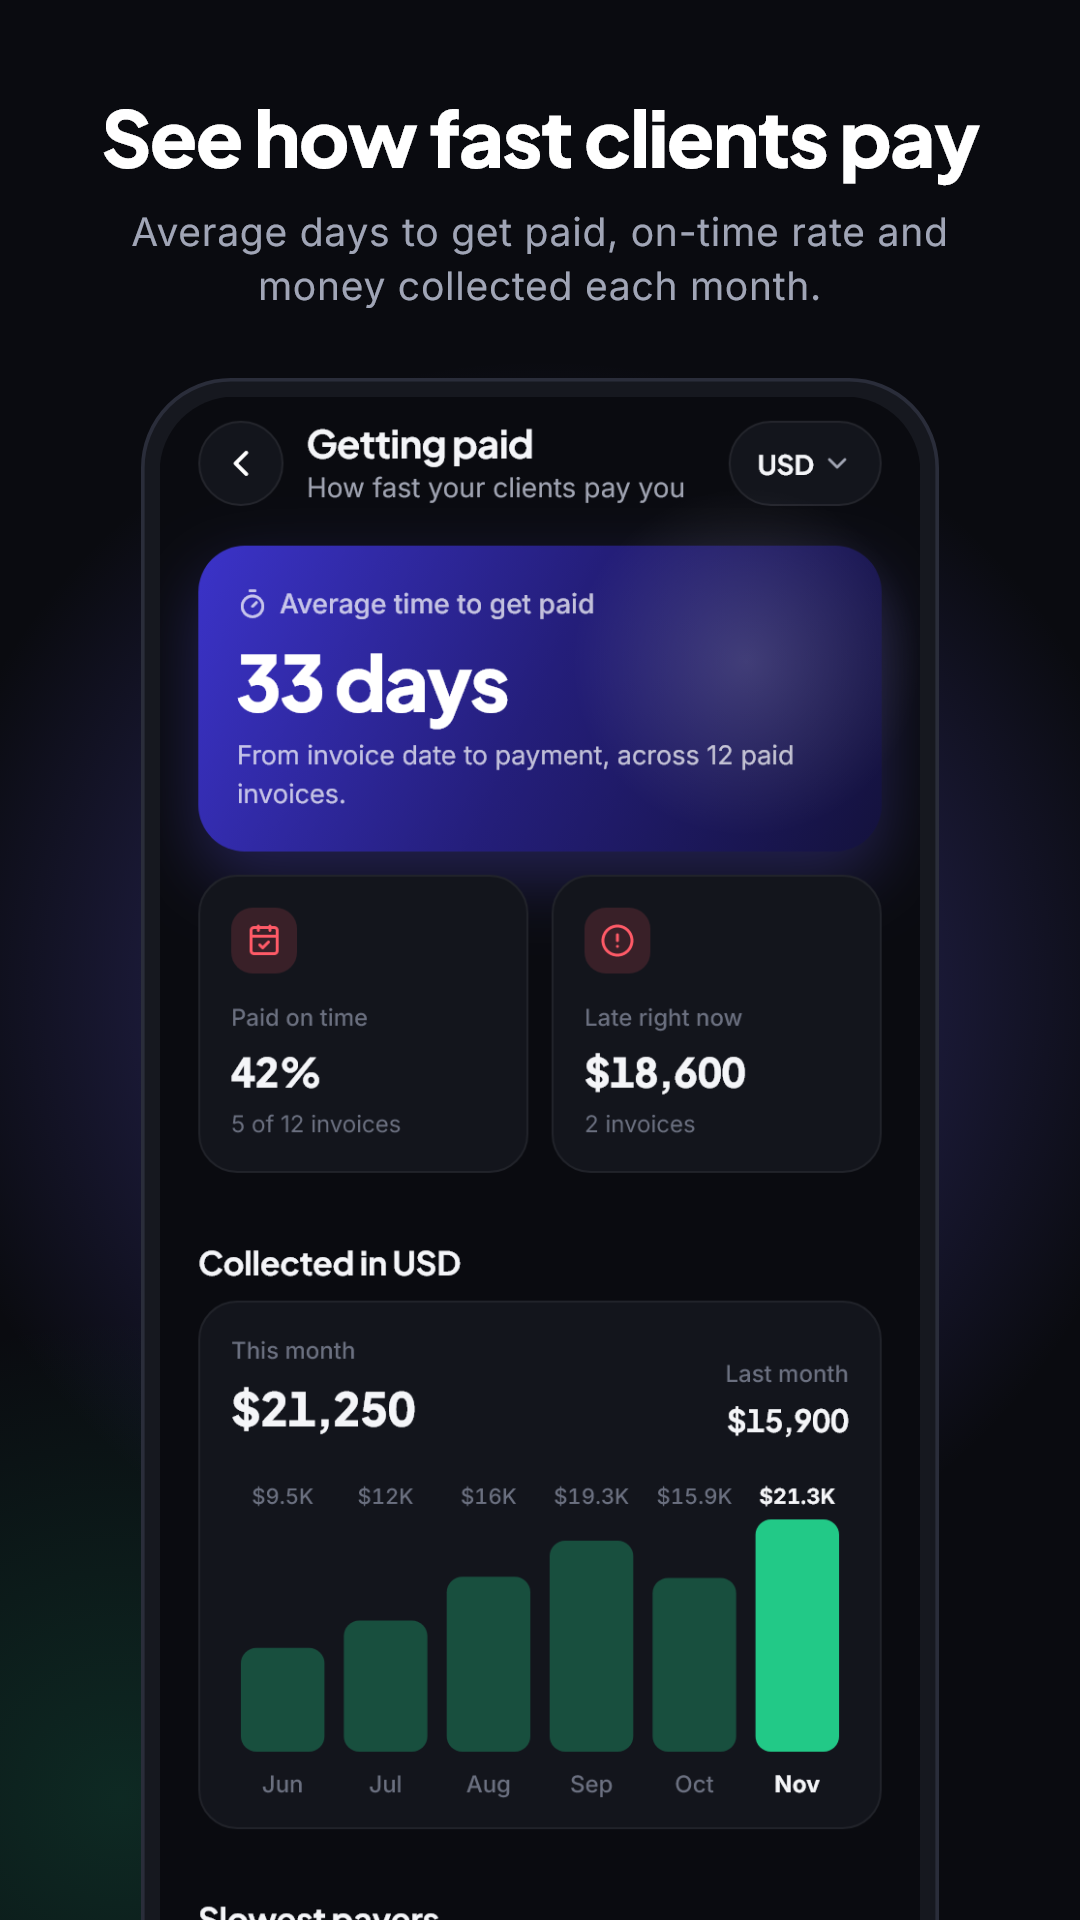 See how fast clients pay
Average days to get paid, on-time rate and
money collected each month.
Getting paid
How fast your clients pay you
USD
Average time to get paid
33 days
From invoice date to payment, across 12 paid
invoices.
Paid on time
42%
5 of 12 invoices
Late right now
$18,600
2 invoices
Collected in USD
This month
$21,250
Last month
$15,900
$9.5K $12K $16K $19.3K $15.9K $21.3K
Jun Jul Aug Sep Oct Nov
Slowest payers